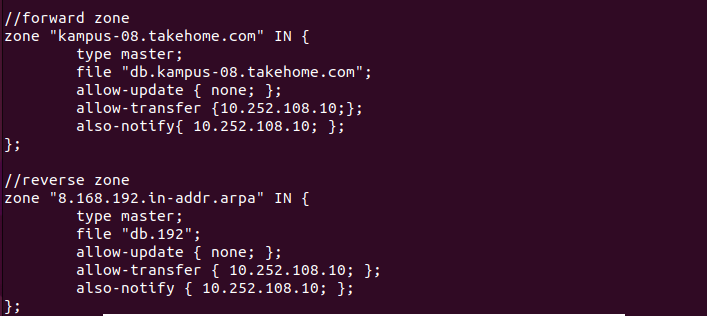 //forward zone
zone "kampus-08.takehome.com" IN {
type master;
file "db.kampus-08.takehome.com";
allow-update { none; };
allow-transfer {10.252.108.10;};
also-notify{ 10.252.108.10; };
};
//reverse zone
zone "8.168.192.in-addr.arpa" IN {
type master;
file "db.192";
allow-update { none; };
allow-transfer { 10.252.108.10; };
also-notify { 10.252.108.10; };
};